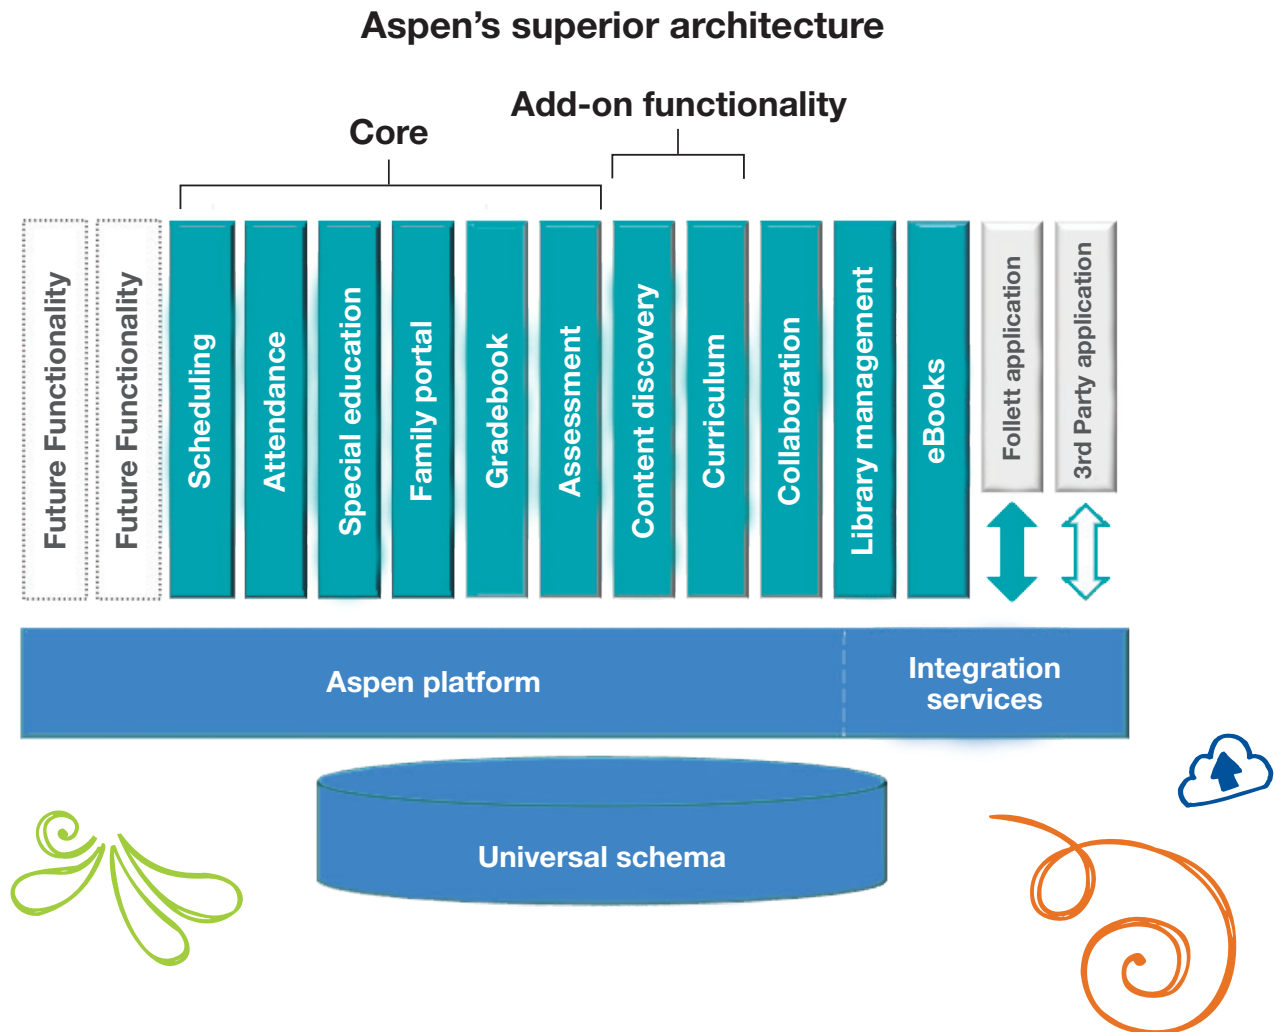 Aspen’s superior architecture
Add-on functionality
Core
Future Functionality
Future Functionality
Scheduling
Attendance
Special education
Family portal
Gradebook
Assessment
Content discovery
Curriculum
Collaboration
Library management
eBooks
Follett application
3rd Party application
Aspen platform
Integration
services
Universal schema